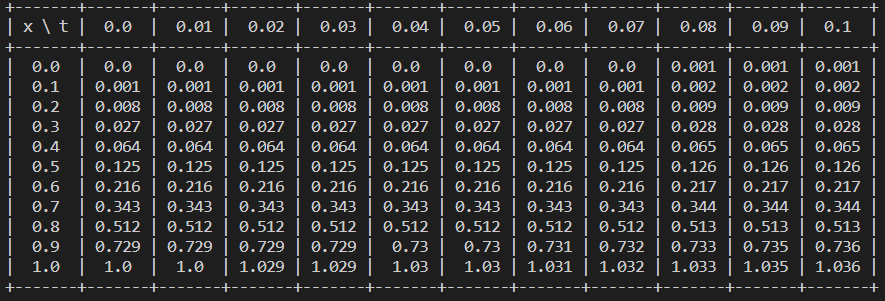 +-------+-------+-------+-------+-------+-------+-------+-------+-------+-------+-------+-------+
| x \ t | 0.0 | 0.01 | 0.02 | 0.03 | 0.04 | 0.05 | 0.06 | 0.07 | 0.08 | 0.09 | 0.1 |
+-------+-------+-------+-------+-------+-------+-------+-------+-------+-------+-------+-------+
| 0.0 | 0.0 | 0.0 | 0.0 | 0.0 | 0.0 | 0.0 | 0.0 | 0.0 | 0.001 | 0.001 | 0.001 |
| 0.1 | 0.001 | 0.001 | 0.001 | 0.001 | 0.001 | 0.001 | 0.001 | 0.001 | 0.002 | 0.002 | 0.002 |
| 0.2 | 0.008 | 0.008 | 0.008 | 0.008 | 0.008 | 0.008 | 0.008 | 0.008 | 0.009 | 0.009 | 0.009 |
| 0.3 | 0.027 | 0.027 | 0.027 | 0.027 | 0.027 | 0.027 | 0.027 | 0.027 | 0.028 | 0.028 | 0.028 |
| 0.4 | 0.064 | 0.064 | 0.064 | 0.064 | 0.064 | 0.064 | 0.064 | 0.064 | 0.065 | 0.065 | 0.065 |
| 0.5 | 0.125 | 0.125 | 0.125 | 0.125 | 0.125 | 0.125 | 0.125 | 0.125 | 0.126 | 0.126 | 0.126 |
| 0.6 | 0.216 | 0.216 | 0.216 | 0.216 | 0.216 | 0.216 | 0.216 | 0.216 | 0.217 | 0.217 | 0.217 |
| 0.7 | 0.343 | 0.343 | 0.343 | 0.343 | 0.343 | 0.343 | 0.343 | 0.343 | 0.344 | 0.344 | 0.344 |
| 0.8 | 0.512 | 0.512 | 0.512 | 0.512 | 0.512 | 0.512 | 0.512 | 0.512 | 0.513 | 0.513 | 0.513 |
| 0.9 | 0.729 | 0.729 | 0.729 | 0.729 | 0.73 | 0.73 | 0.731 | 0.732 | 0.733 | 0.735 | 0.736 |
| 1.0 | 1.0 | 1.0 | 1.029 | 1.029 | 1.03 | 1.03 | 1.031 | 1.032 | 1.033 | 1.035 | 1.036 |
+-------+-------+-------+-------+-------+-------+-------+-------+-------+-------+-------+-------+